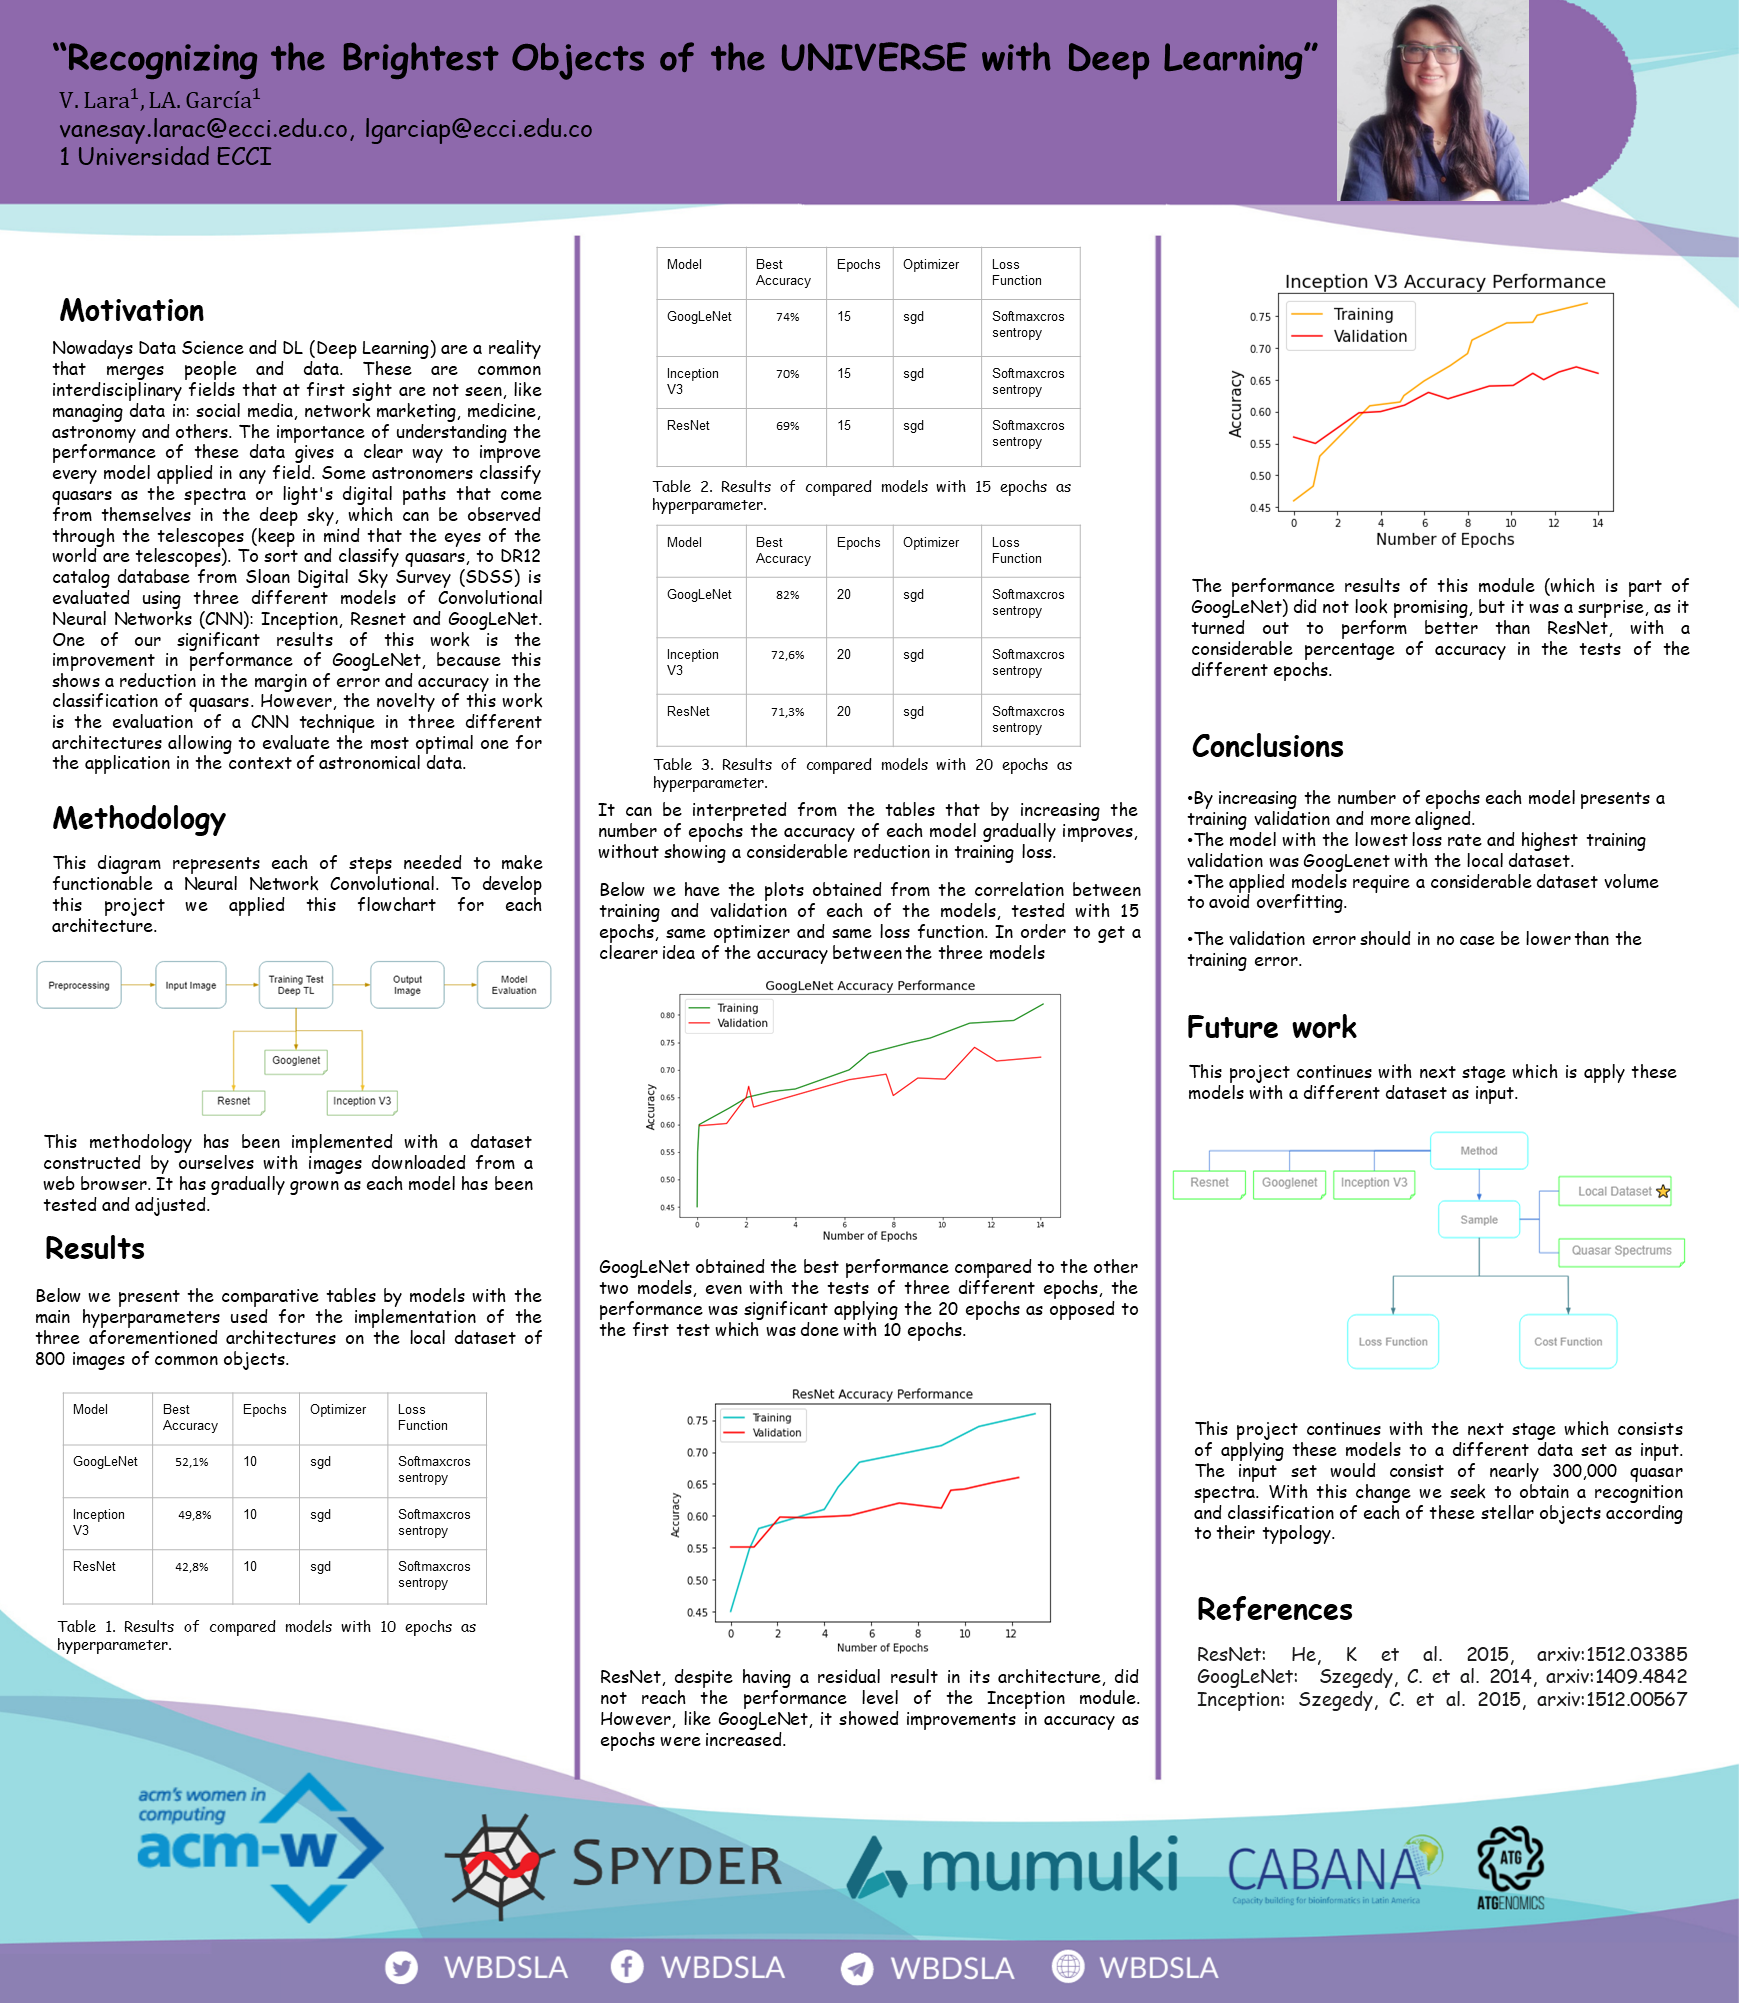 “Recognizing the Brightest Objects of the UNIVERSE with Deep Learning”
V. Lara¹, LA. García¹
vanesay.larac@ecci.edu.co, lgarciap@ecci.edu.co
1 Universidad ECCI
Motivation
Nowadays Data Science and DL (Deep Learning) are a reality
that merges people and data. These are common
interdisciplinary fields that at first sight are not seen, like
managing data in: social media, network marketing, medicine,
astronomy and others. The importance of understanding the
performance of these data gives a clear way to improve
every model applied in any field. Some astronomers classify
quasars as the spectra or light's digital paths that come
from themselves in the deep sky, which can be observed
through the telescopes (keep in mind that the eyes of the
world are telescopes). To sort and classify quasars, to DR12
catalog database from Sloan Digital Sky Survey (SDSS) is
evaluated using three different models of Convolutional
Neural Networks (CNN): Inception, Resnet and GoogLeNet.
One of our significant results of this work is the
improvement in performance of GoogLeNet, because this
shows a reduction in the margin of error and accuracy in the
classification of quasars. However, the novelty of this work
is the evaluation of a CNN technique in three different
architectures allowing to evaluate the most optimal one for
the application in the context of astronomical data.
Methodology
This diagram represents each of steps needed to make
functionable a Neural Network Convolutional. To develop
this project we applied this flowchart for each
architecture.
Preprocessing
Input Image
Training Test
Deep TL
Output
Image
Model
Evaluation
Googlenet
Resnet
Inception V3
This methodology has been implemented with a dataset
constructed by ourselves with images downloaded from a
web browser. It has gradually grown as each model has been
tested and adjusted.
Results
Below we present the comparative tables by models with the
main hyperparameters used for the implementation of the
three aforementioned architectures on the local dataset of
800 images of common objects.
Model Best Accuracy Epochs Optimizer Loss Function
GoogLeNet 52,1% 10 sgd Softmaxcros sentropy
Inception V3 49,8% 10 sgd Softmaxcros sentropy
ResNet 42,8% 10 sgd Softmaxcros sentropy
Table 1. Results of compared models with 10 epochs as
hyperparameter.
Model Best Accuracy Epochs Optimizer Loss Function
GoogLeNet 74% 15 sgd Softmaxcros sentropy
Inception V3 70% 15 sgd Softmaxcros sentropy
ResNet 69% 15 sgd Softmaxcros sentropy
Table 2. Results of compared models with 15 epochs as
hyperparameter.
Model Best Accuracy Epochs Optimizer Loss Function
GoogLeNet 82% 20 sgd Softmaxcros sentropy
Inception V3 72,6% 20 sgd Softmaxcros sentropy
ResNet 71,3% 20 sgd Softmaxcros sentropy
Table 3. Results of compared models with 20 epochs as
hyperparameter.
It can be interpreted from the tables that by increasing the
number of epochs the accuracy of each model gradually improves,
without showing a considerable reduction in training loss.
Below we have the plots obtained from the correlation between
training and validation of each of the models, tested with 15
epochs, same optimizer and same loss function. In order to get a
clearer idea of the accuracy between the three models
GoogLeNet Accuracy Performance
Training
Validation
Accuracy
0.80
0.75
0.70
0.65
0.60
0.55
0.50
0.45
0 2 4 6 8 10 12 14
Number of Epochs
GoogLeNet obtained the best performance compared to the other
two models, even with the tests of three different epochs, the
performance was significant applying the 20 epochs as opposed to
the first test which was done with 10 epochs.
ResNet Accuracy Performance
Training
Validation
Accuracy
0.75
0.70
0.65
0.60
0.55
0.50
0.45
0 2 4 6 8 10 12
Number of Epochs
ResNet, despite having a residual result in its architecture, did
not reach the performance level of the Inception module.
However, like GoogLeNet, it showed improvements in accuracy as
epochs were increased.
Inception V3 Accuracy Performance
Training
Validation
Accuracy
0.75
0.70
0.65
0.60
0.55
0.50
0.45
0 2 4 6 8 10 12 14
Number of Epochs
The performance results of this module (which is part of
GoogLeNet) did not look promising, but it was a surprise, as it
turned out to perform better than ResNet, with a
considerable percentage of accuracy in the tests of the
different epochs.
Conclusions
•By increasing the number of epochs each model presents a
training validation and more aligned.
•The model with the lowest loss rate and highest training
validation was GoogLenet with the local dataset.
•The applied models require a considerable dataset volume
to avoid overfitting.
•The validation error should in no case be lower than the
training error.
Future work
This project continues with next stage which is apply these
models with a different dataset as input.
Method
Resnet
Googlenet
Inception V3
Sample
Local Dataset
Quasar Spectrums
Loss Function
Cost Function
This project continues with the next stage which consists
of applying these models to a different data set as input.
The input set would consist of nearly 300,000 quasar
spectra. With this change we seek to obtain a recognition
and classification of each of these stellar objects according
to their typology.
References
ResNet: He, K et al. 2015, arxiv:1512.03385
GoogLeNet: Szegedy, C. et al. 2014, arxiv:1409.4842
Inception: Szegedy, C. et al. 2015, arxiv:1512.00567
acm's women in
computing
acm-w
SPYDER
mumuki
CABANA
Capacity building for bioinformatics in Latin America
ATG
ATGENOMICS
WBDSLA
WBDSLA
WBDSLA
WBDSLA